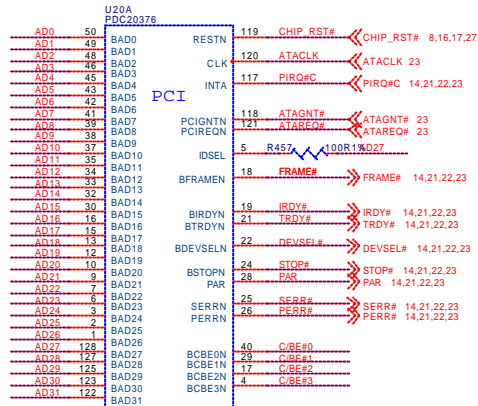 U20A
PDC20376
PCI
AD0 50 BAD0
AD1 49 BAD1
AD2 48 BAD2
AD3 46 BAD3
AD4 45 BAD4
AD5 43 BAD5
AD6 42 BAD6
AD7 41 BAD7
AD8 39 BAD8
AD9 38 BAD9
AD10 37 BAD10
AD11 35 BAD11
AD12 34 BAD12
AD13 33 BAD13
AD14 32 BAD14
AD15 30 BAD15
AD16 16 BAD16
AD17 15 BAD17
AD18 13 BAD18
AD19 12 BAD19
AD20 10 BAD20
AD21 9 BAD21
AD22 7 BAD22
AD23 6 BAD23
AD24 3 BAD24
AD25 2 BAD25
AD26 1 BAD26
AD27 128 BAD27
AD28 127 BAD28
AD29 125 BAD29
AD30 123 BAD30
AD31 122 BAD31
RESTN 119 CHIP_RST# CHIP_RST# 8,16,17,27
CLK 120 ATACLK ATACLK 23
INTA 117 PIRQ#C PIRQ#C 14,21,22,23
PCIGNTN 118 ATAGNT# ATAGNT# 23
PCIREQN 121 ATAREQ# ATAREQ# 23
IDSEL 5 R457 100R1% AD27
BFRAMEN 18 FRAME# FRAME# 14,21,22,23
BIRDYN 19 IRDY# IRDY# 14,21,22,23
BTRDYN 21 TRDY# TRDY# 14,21,22,23
BDEVESLN 22 DEVSEL# DEVSEL# 14,21,22,23
BSTOPN 24 STOP# STOP# 14,21,22,23
PAR 28 PAR PAR 14,21,22,23
SERRN 25 SERR# SERR# 14,21,22,23
PERRN 26 PERR# PERR# 14,21,22,23
BCBE0N 40 C/BE#0
BCBE1N 29 C/BE#1
BCBE2N 17 C/BE#2
BCBE3N 4 C/BE#3